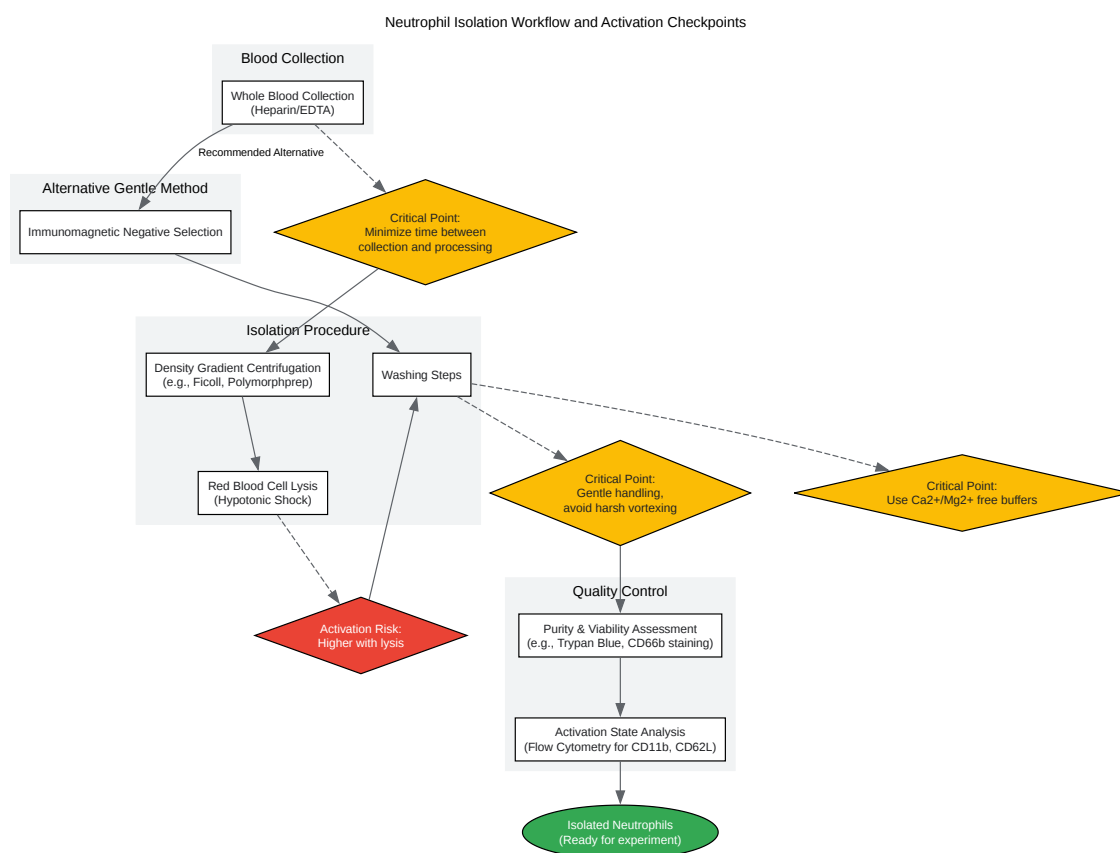 Neutrophil Isolation Workflow and Activation Checkpoints
Blood Collection
Whole Blood Collection
(Heparin/EDTA)
Recommended Alternative
Alternative Gentle Method
Immunomagnetic Negative Selection
Critical Point:
Minimize time between
collection and processing
Isolation Procedure
Density Gradient Centrifugation
(e.g., Ficoll, Polymorphprep)
Washing Steps
Red Blood Cell Lysis
(Hypotonic Shock)
Critical Point:
Gentle handling,
avoid harsh vortexing
Critical Point:
Use Ca2+/Mg2+ free buffers
Activation Risk:
Higher with lysis
Quality Control
Purity & Viability Assessment
(e.g., Trypan Blue, CD66b staining)
Activation State Analysis
(Flow Cytometry for CD11b, CD62L)
Isolated Neutrophils
(Ready for experiment)